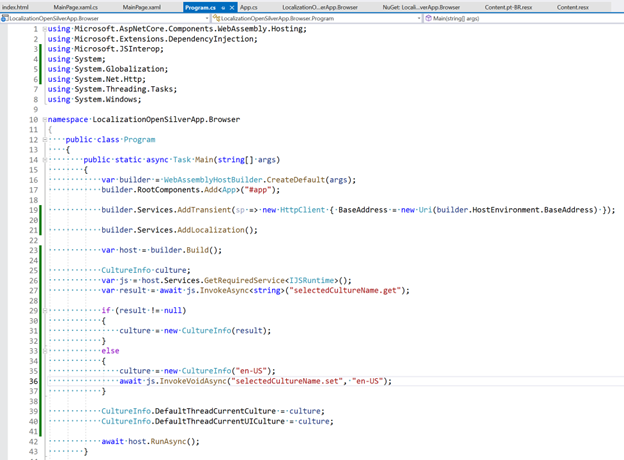 index.html MainPage.xaml.cs MainPage.xaml Program.cs App.cs LocalizationO...erApp.Browser NuGet: Locali...verApp.Browser Content.pt-BR.resx Content.resx
LocalizationOpenSilverApp.Browser LocalizationOpenSilverApp.Browser.Program Main(string[] args)
1 using Microsoft.AspNetCore.Components.WebAssembly.Hosting;
2 using Microsoft.Extensions.DependencyInjection;
3 using Microsoft.JSInterop;
4 using System;
5 using System.Globalization;
6 using System.Net.Http;
7 using System.Threading.Tasks;
8 using System.Windows;
9
10 namespace LocalizationOpenSilverApp.Browser
11 {
12 public class Program
13 {
14 public static async Task Main(string[] args)
15 {
16 var builder = WebAssemblyHostBuilder.CreateDefault(args);
17 builder.RootComponents.Add<App>("#app");
18
19 builder.Services.AddTransient(sp => new HttpClient { BaseAddress = new Uri(builder.HostEnvironment.BaseAddress) });
20
21 builder.Services.AddLocalization();
22
23 var host = builder.Build();
24
25 CultureInfo culture;
26 var js = host.Services.GetRequiredService<IJSRuntime>();
27 var result = await js.InvokeAsync<string>("selectedCultureName.get");
28
29 if (result != null)
30 {
31 culture = new CultureInfo(result);
32 }
33 else
34 {
35 culture = new CultureInfo("en-US");
36 await js.InvokeVoidAsync("selectedCultureName.set", "en-US");
37 }
38
39 CultureInfo.DefaultThreadCurrentCulture = culture;
40 CultureInfo.DefaultThreadCurrentUICulture = culture;
41
42 await host.RunAsync();
43 }